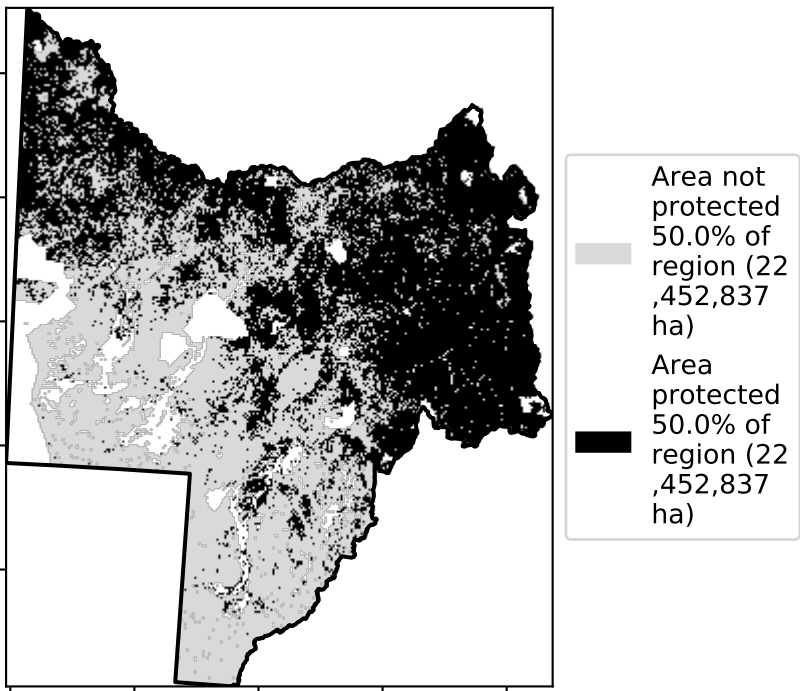 Area not
protected
50.0% of
region (22
,452,837
ha)
Area
protected
50.0% of
region (22
,452,837
ha)